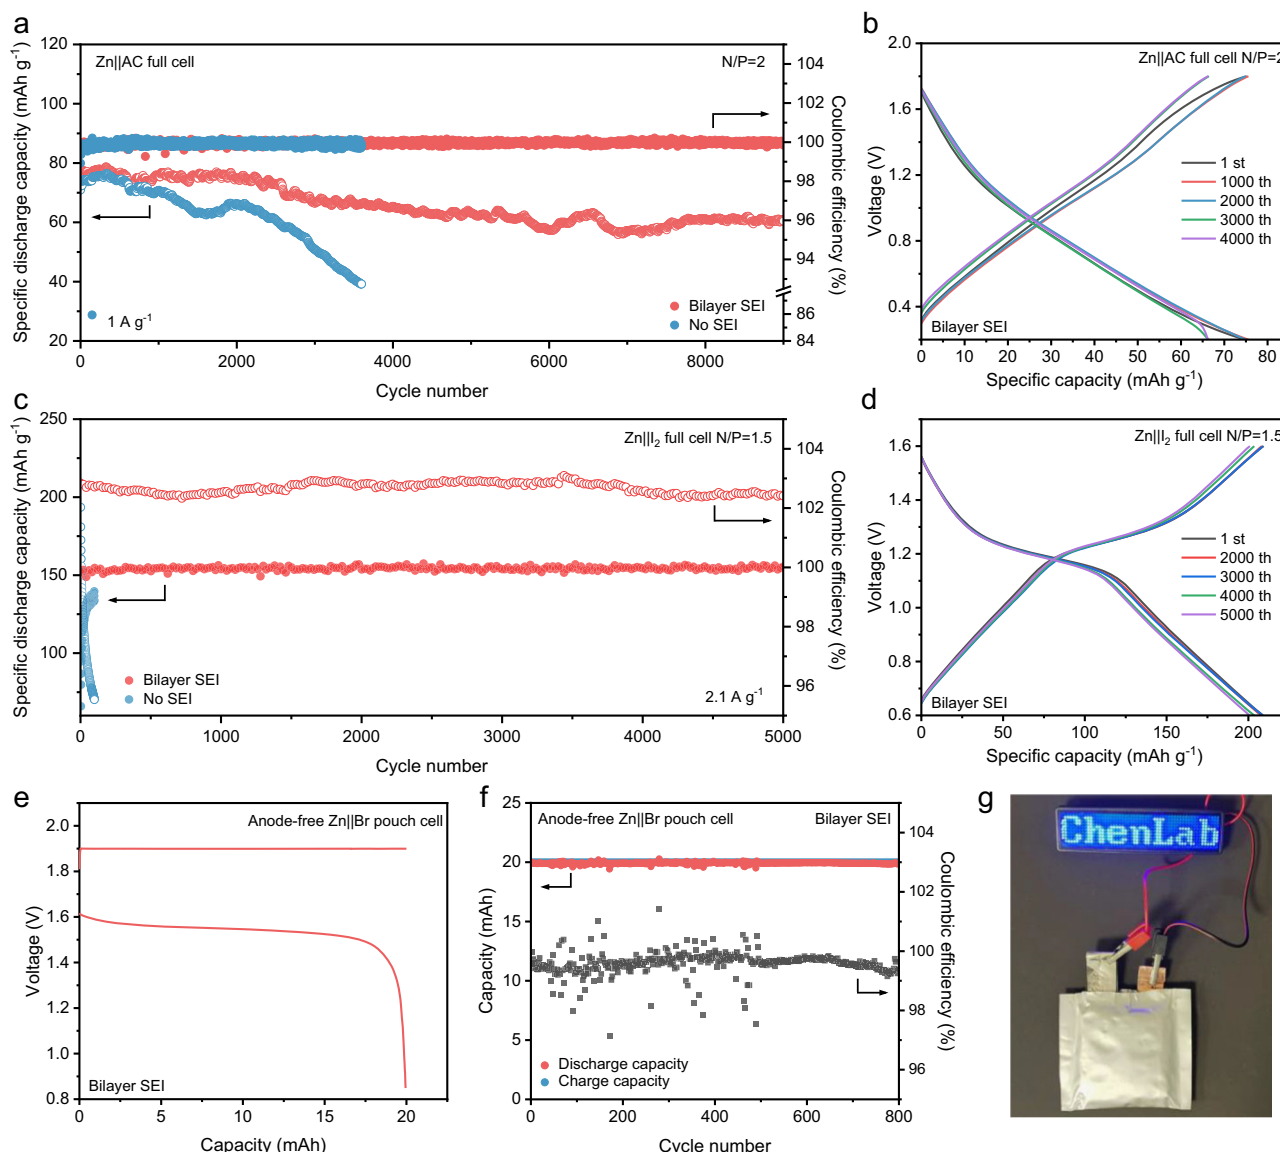 a
Specific discharge capacity (mAh g⁻¹)
120
100
80
60
40
20
Zn||AC full cell
N/P=2
1 A g⁻¹
Bilayer SEI
No SEI
104
102
100
98
96
94
86
84
Coulombic efficiency (%)
0
2000
4000
6000
8000
Cycle number
b
Voltage (V)
2.0
1.6
1.2
0.8
0.4
Zn||AC full cell N/P=2
1 st
1000 th
2000 th
3000 th
4000 th
Bilayer SEI
0
10
20
30
40
50
60
70
80
Specific capacity (mAh g⁻¹)
c
Specific discharge capacity (mAh g⁻¹)
250
200
150
100
Zn||I₂ full cell N/P=1.5
Bilayer SEI
No SEI
2.1 A g⁻¹
104
102
100
98
96
Coulombic efficiency (%)
0
1000
2000
3000
4000
5000
Cycle number
d
Voltage (V)
1.6
1.4
1.2
1.0
0.8
0.6
Zn||I₂ full cell N/P=1.5
1 st
2000 th
3000 th
4000 th
5000 th
Bilayer SEI
0
50
100
150
200
Specific capacity (mAh g⁻¹)
e
Voltage (V)
2.0
1.8
1.6
1.4
1.2
1.0
0.8
Anode-free Zn||Br pouch cell
Bilayer SEI
0
5
10
15
20
Capacity (mAh)
f
Capacity (mAh)
25
20
15
10
5
0
Anode-free Zn||Br pouch cell
Bilayer SEI
Discharge capacity
Charge capacity
104
102
100
98
96
Coulombic efficiency (%)
0
200
400
600
800
Cycle number
g
ChenLab